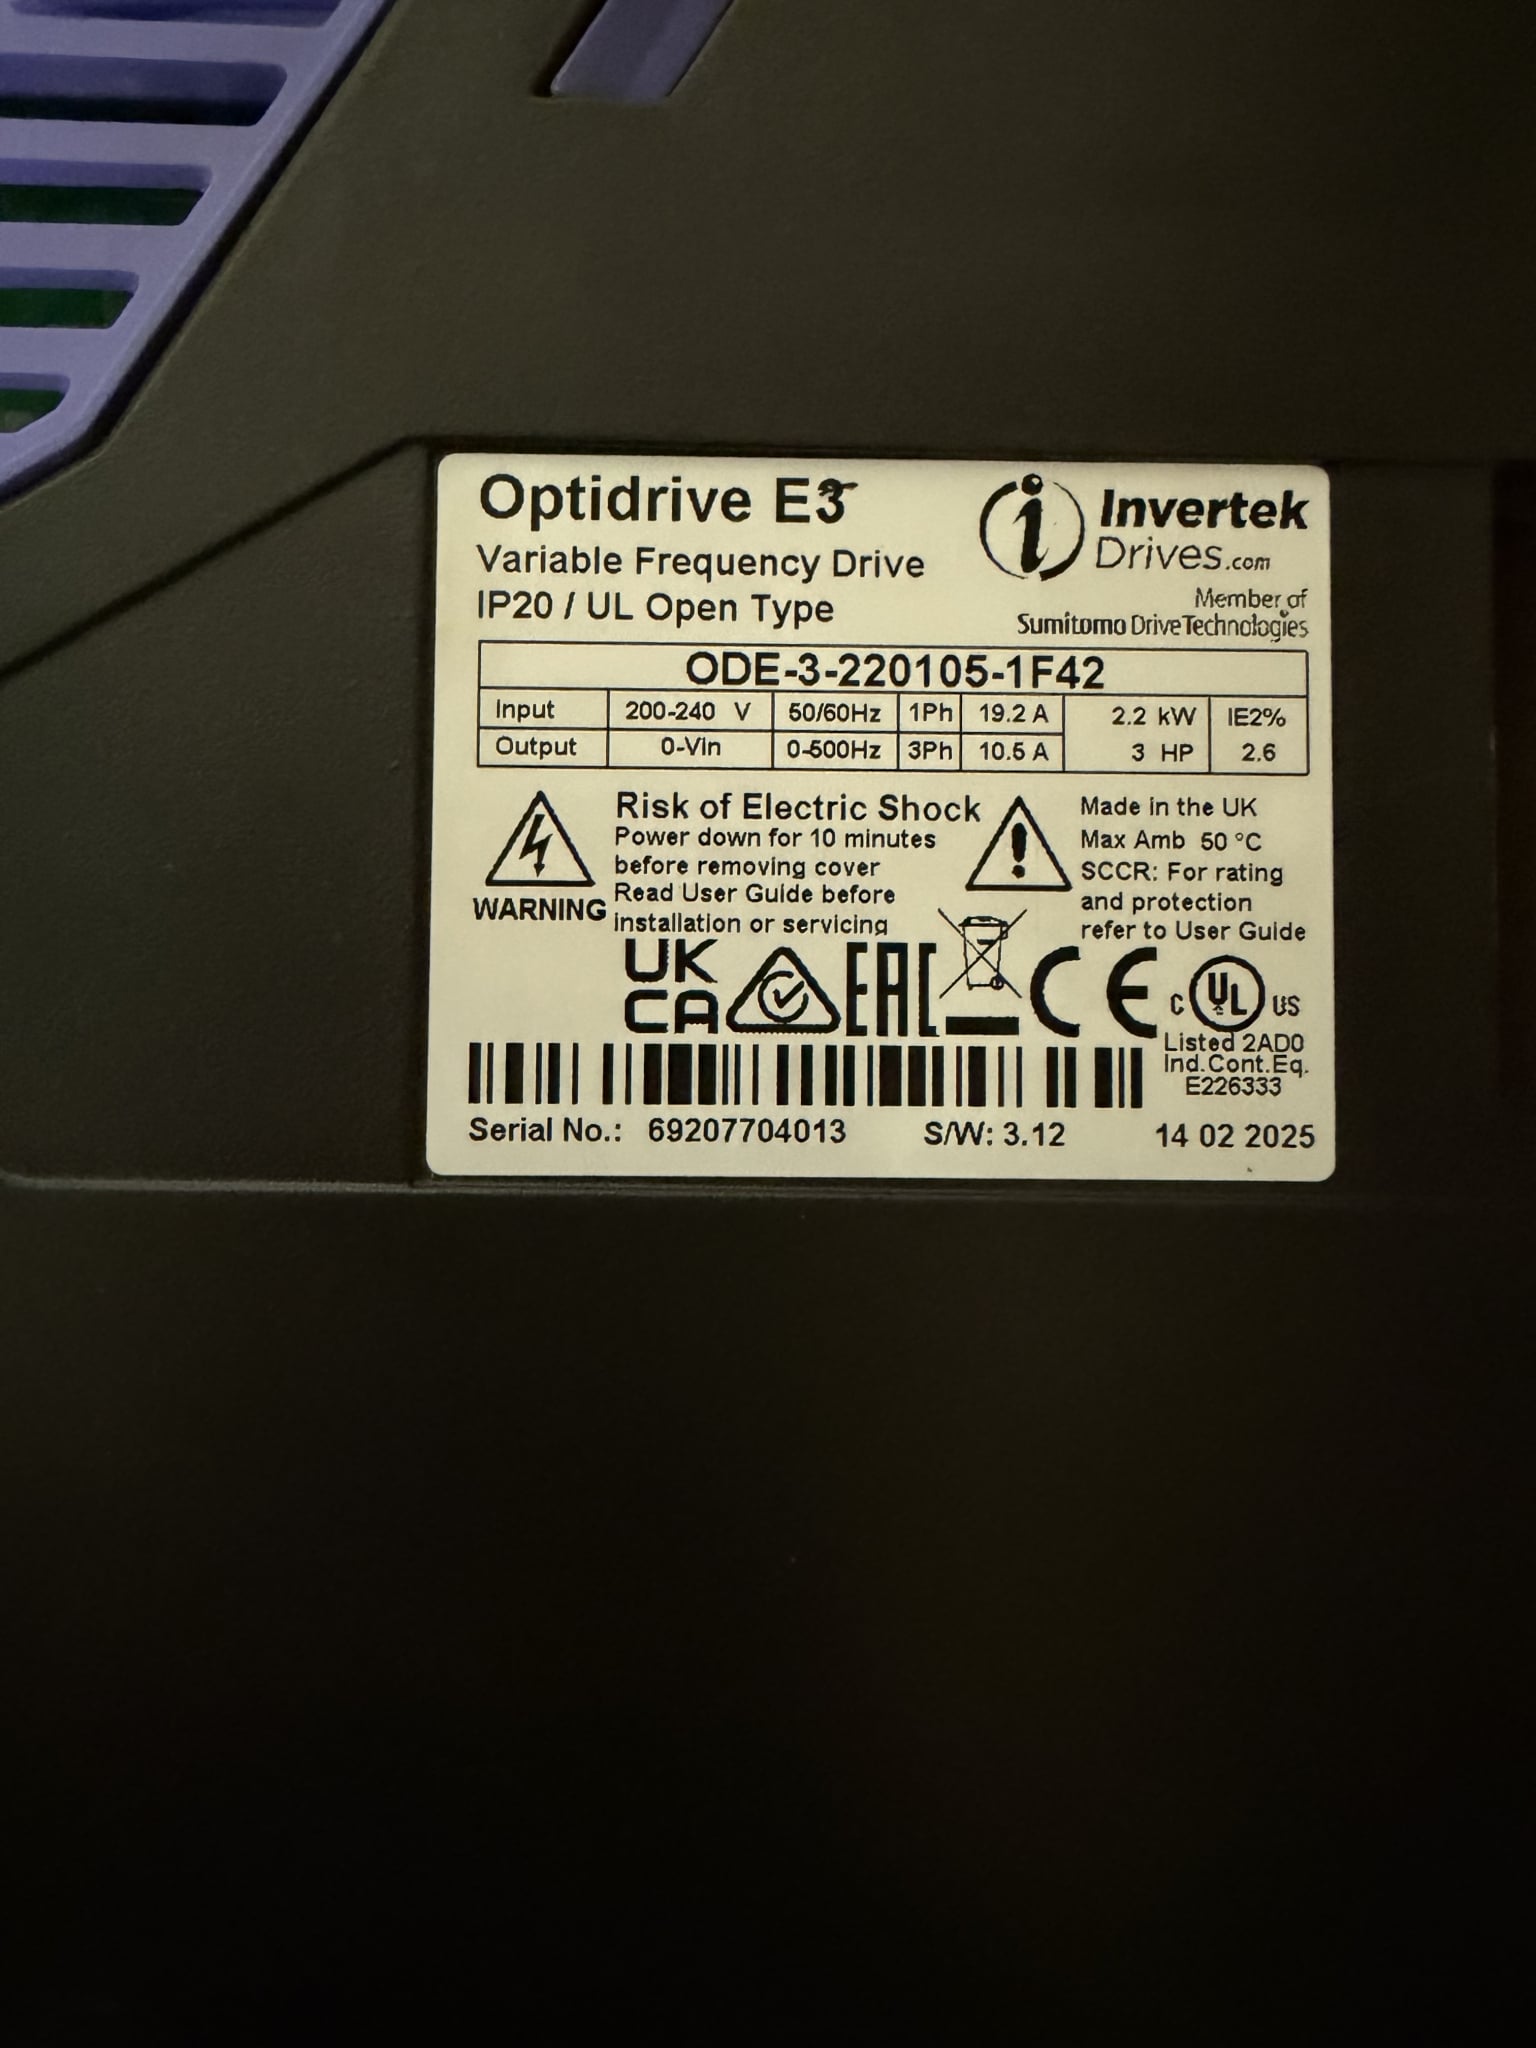 Optidrive E3
Variable Frequency Drive
IP20 / UL Open Type
i Invertek
Drives.com
Member of
Sumitomo Drive Technologies
ODE-3-220105-1F42
Input 200-240 V 50/60Hz 1Ph 19.2 A 2.2 kW IE2%
Output 0-Vin 0-500Hz 3Ph 10.5 A 3 HP 2.6
WARNING
Risk of Electric Shock
Power down for 10 minutes
before removing cover
Read User Guide before
installation or servicing
Made in the UK
Max Amb 50 °C
SCCR: For rating
and protection
refer to User Guide
UK
CA
EAC
CE
C UL US
Listed 2AD0
Ind.Cont.Eq.
E226333
Serial No.: 69207704013 S/W: 3.12 14 02 2025